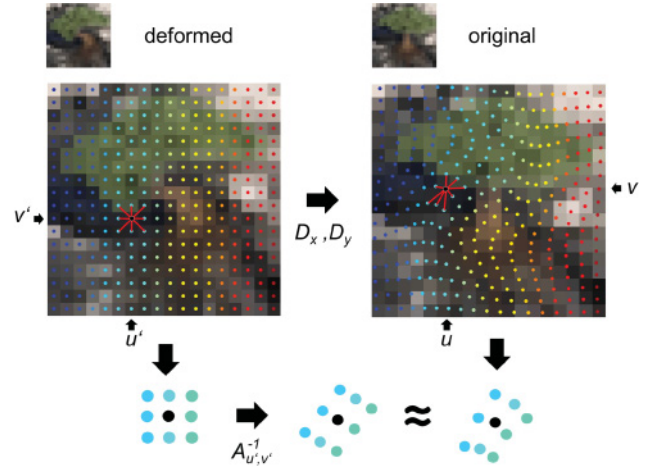 deformed
original
v'
v
D_x , D_y
u'
u
A^{-1}_{u',v'}
≈